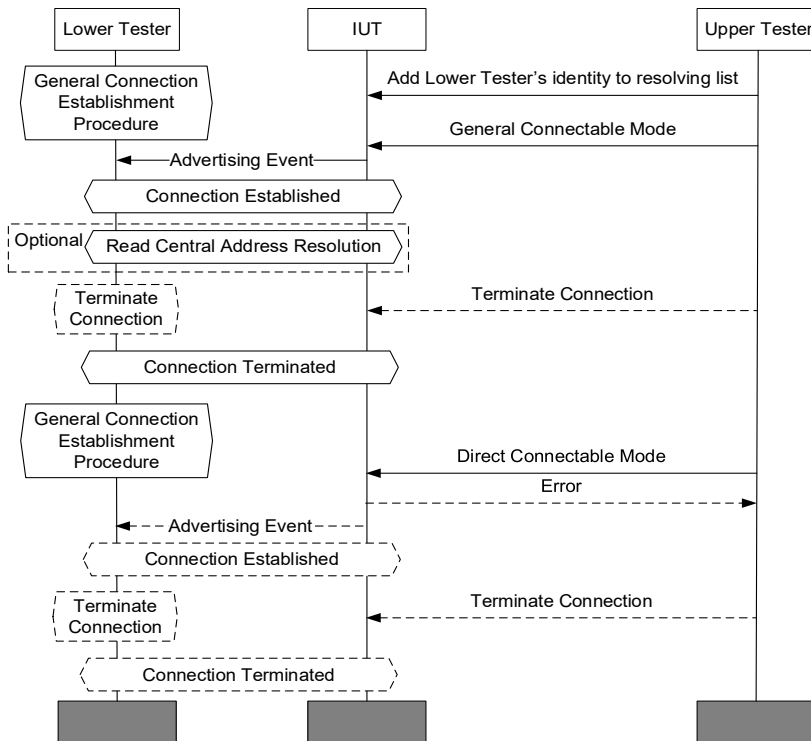 Lower Tester
IUT
Upper Tester
General Connection
Establishment
Procedure
Add Lower Tester's identity to resolving list
General Connectable Mode
Advertising Event
Connection Established
Optional
Read Central Address Resolution
Terminate
Connection
Terminate Connection
Connection Terminated
General Connection
Establishment
Procedure
Direct Connectable Mode
Error
Advertising Event
Connection Established
Terminate
Connection
Terminate Connection
Connection Terminated